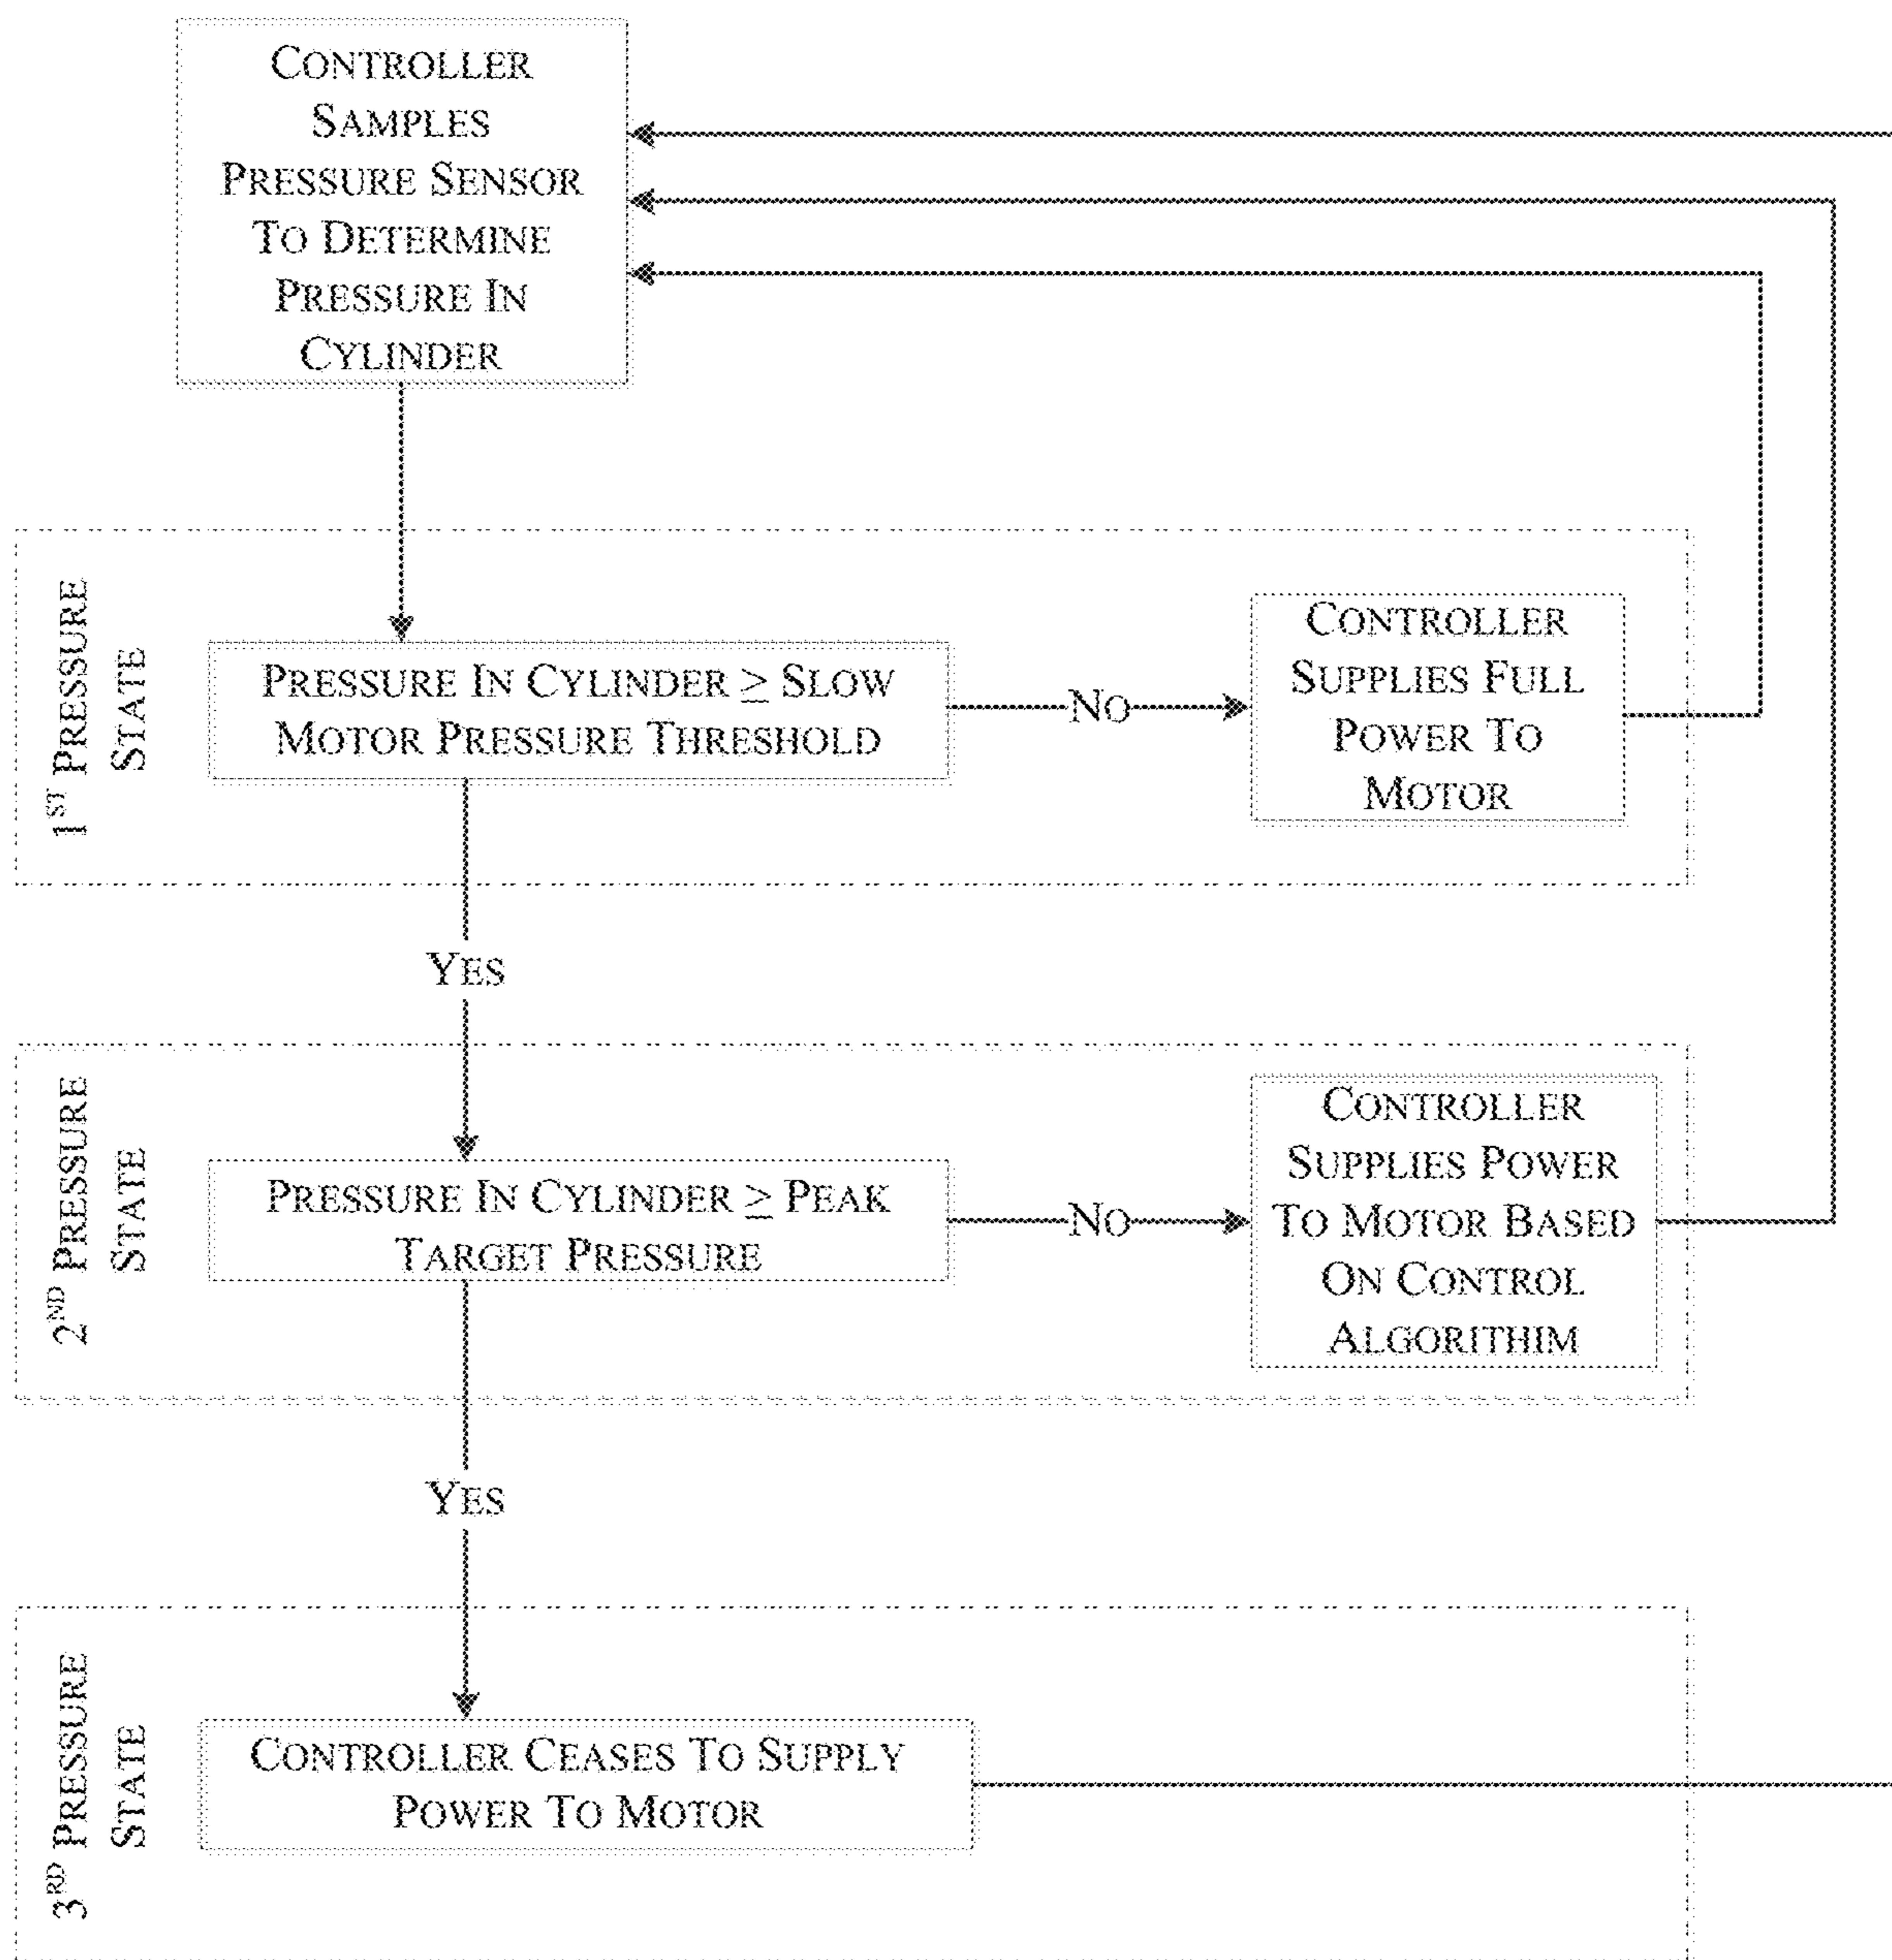 CONTROLLER
SAMPLES
PRESSURE SENSOR
TO DETERMINE
PRESSURE IN
CYLINDER
1ST PRESSURE
STATE
PRESSURE IN CYLINDER ≥ SLOW
MOTOR PRESSURE THRESHOLD
NO
CONTROLLER
SUPPLIES FULL
POWER TO
MOTOR
YES
2ND PRESSURE
STATE
PRESSURE IN CYLINDER ≥ PEAK
TARGET PRESSURE
NO
CONTROLLER
SUPPLIES POWER
TO MOTOR BASED
ON CONTROL
ALGORITHIM
YES
3RD PRESSURE
STATE
CONTROLLER CEASES TO SUPPLY
POWER TO MOTOR